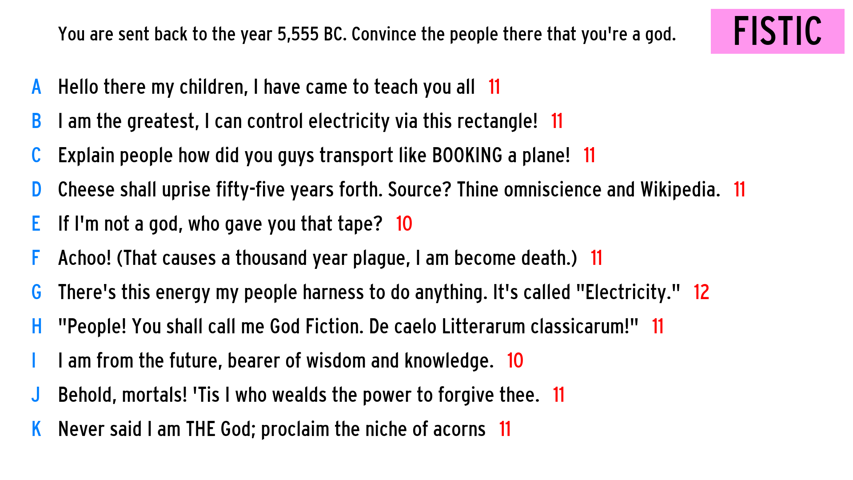 You are sent back to the year 5,555 BC. Convince the people there that you're a god.
FISTIC
A Hello there my children, I have came to teach you all 11
B I am the greatest, I can control electricity via this rectangle! 11
C Explain people how did you guys transport like BOOKING a plane! 11
D Cheese shall uprise fifty-five years forth. Source? Thine omniscience and Wikipedia. 11
E If I'm not a god, who gave you that tape? 10
F Achoo! (That causes a thousand year plague, I am become death.) 11
G There's this energy my people harness to do anything. It's called "Electricity." 12
H "People! You shall call me God Fiction. De caelo Litterarum classicarum!" 11
I I am from the future, bearer of wisdom and knowledge. 10
J Behold, mortals! 'Tis I who wealds the power to forgive thee. 11
K Never said I am THE God; proclaim the niche of acorns 11